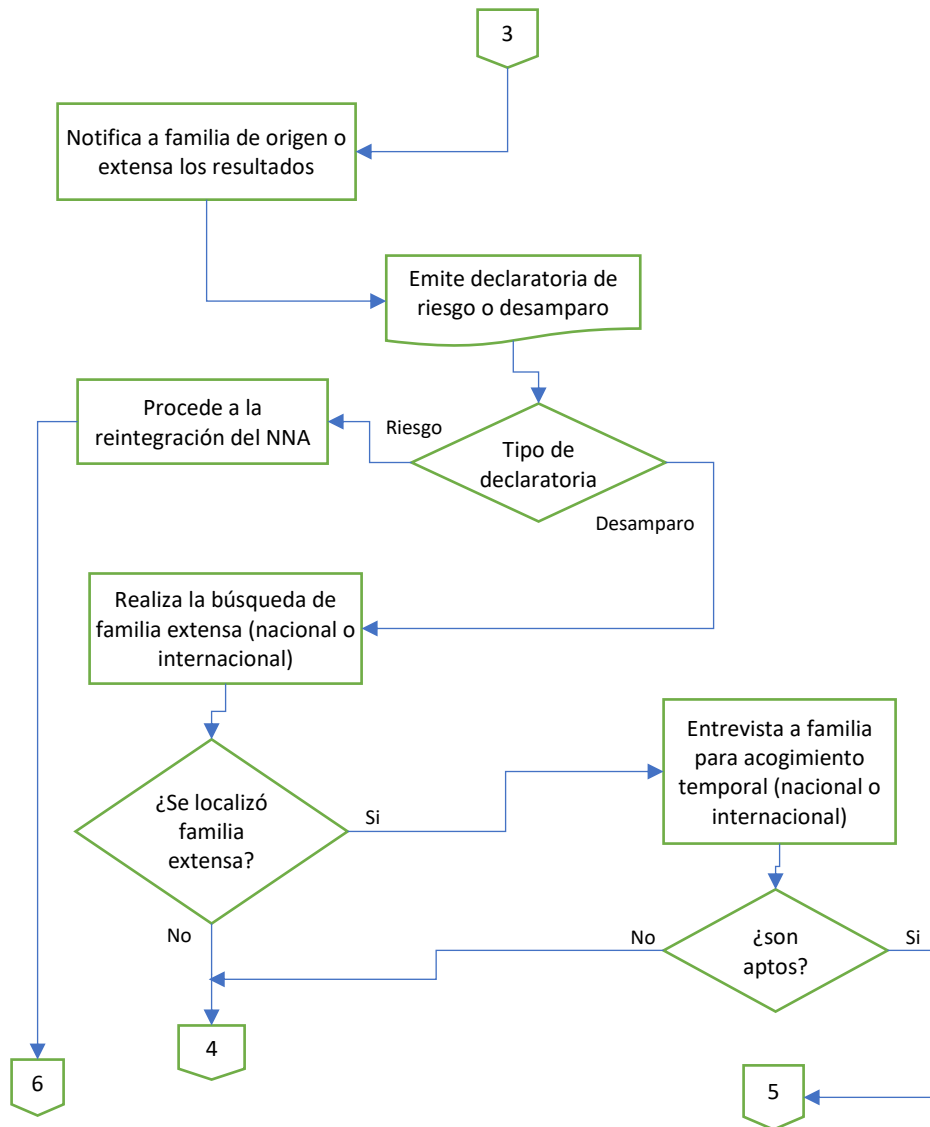 3
Notifica a familia de origen o
extensa los resultados
Emite declaratoria de
riesgo o desamparo
Procede a la
reintegración del NNA
Riesgo
Tipo de
declaratoria
Desamparo
Realiza la búsqueda de
familia extensa (nacional o
internacional)
Entrevista a familia
para acogimiento
temporal (nacional o
internacional)
¿Se localizó
familia
extensa?
Si
No
No
¿son
aptos?
Si
4
6
5